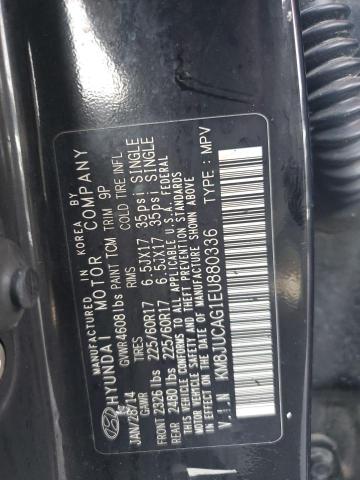 MANUFACTURED IN KOREA BY
HYUNDAI MOTOR COMPANY
JAN/28/14 GVWR4608lbs PAINT TCM TRIM 9P
GAWR TIRES RIMS COLD TIRE INFL
FRONT 2326 lbs 225/60R17 6.5JX17 35psi SINGLE
REAR 2480 lbs 225/60R17 6.5JX17 35psi SINGLE
THIS VEHICLE CONFORMS TO ALL APPLICABLE U.S.A. FEDERAL
MOTOR VEHICLE SAFETY, BUMPER, AND THEFT PREVENTION STANDARDS
IN EFFECT ON THE DATE OF MANUFACTURE SHOWN ABOVE.
V.I.N KM8JUCAG1EU880336 TYPE: MPV